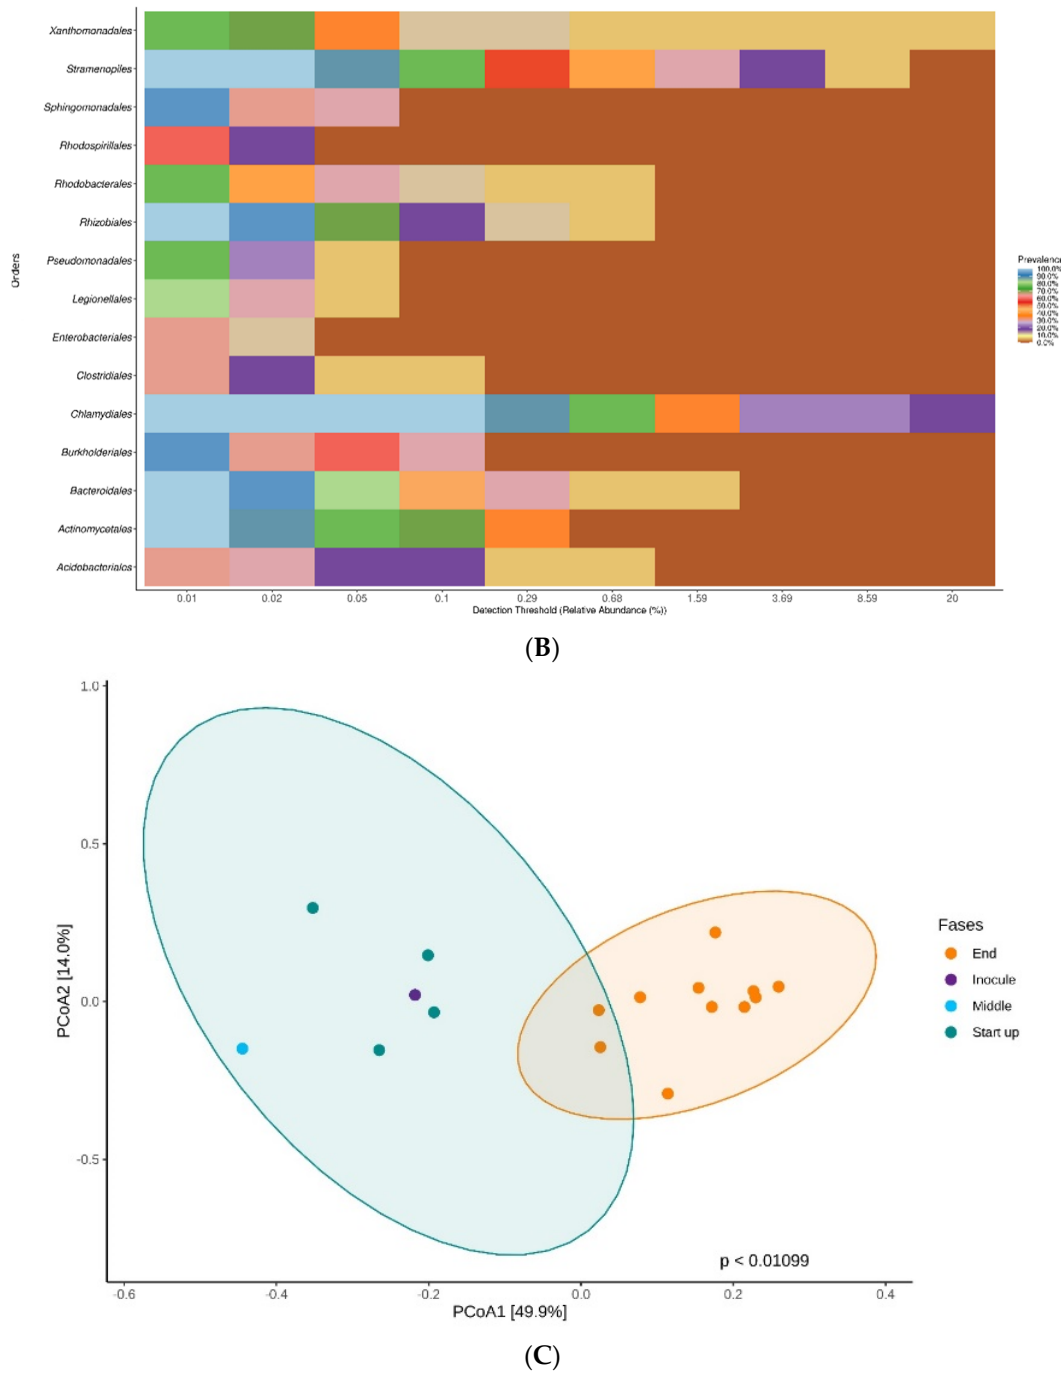 Xanthomonadales
Stramenopiles
Sphingomonadales
Rhodospirillales
Rhodobacterales
Rhizobiales
Pseudomonadales
Legionellales
Enterobacteriales
Clostridiales
Chlamydiales
Burkholderiales
Bacteroidales
Actinomycetales
Acidobacteriales
Orders
0.01 0.02 0.05 0.1 0.29 0.68 1.59 3.69 8.59 20
Detection Threshold (Relative Abundance (%))
Prevalence
100.0%
90.0%
80.0%
70.0%
60.0%
50.0%
40.0%
30.0%
20.0%
10.0%
0.0%
(B)
1.0
0.5
0.0
-0.5
PCoA2 [14.0%]
-0.6 -0.4 -0.2 0.0 0.2 0.4
PCoA1 [49.9%]
p < 0.01099
Fases
End
Inocule
Middle
Start up
(C)